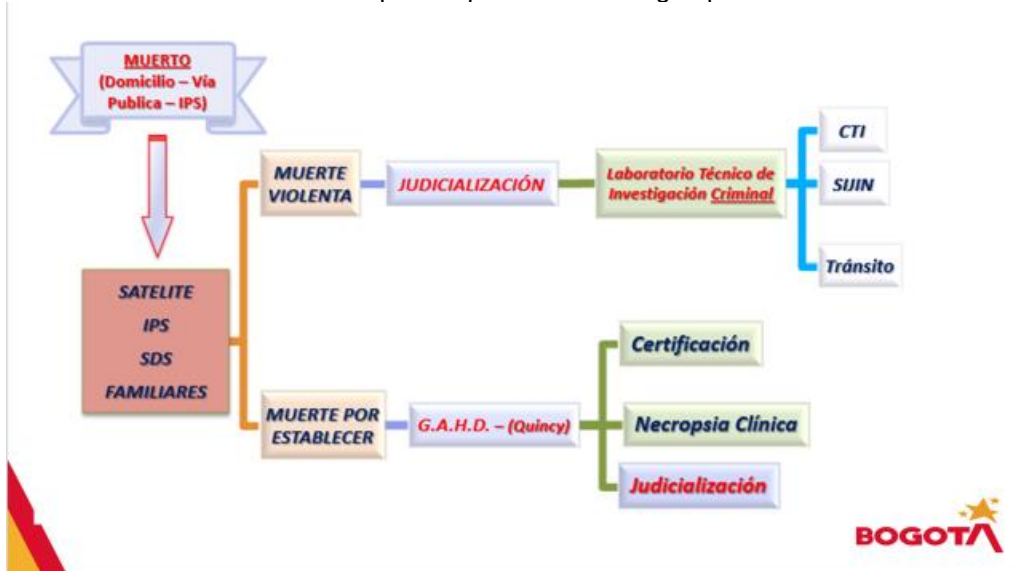 MUERTO
(Domicilio – Vía
Publica – IPS)
SATELITE
IPS
SDS
FAMILIARES
MUERTE
VIOLENTA
JUDICIALIZACIÓN
Laboratorio Técnico de
Investigación Criminal
CTI
SIJIN
Tránsito
MUERTE POR
ESTABLECER
G.A.H.D. – (Quincy)
Certificación
Necropsia Clínica
Judicialización
BOGOTÁ